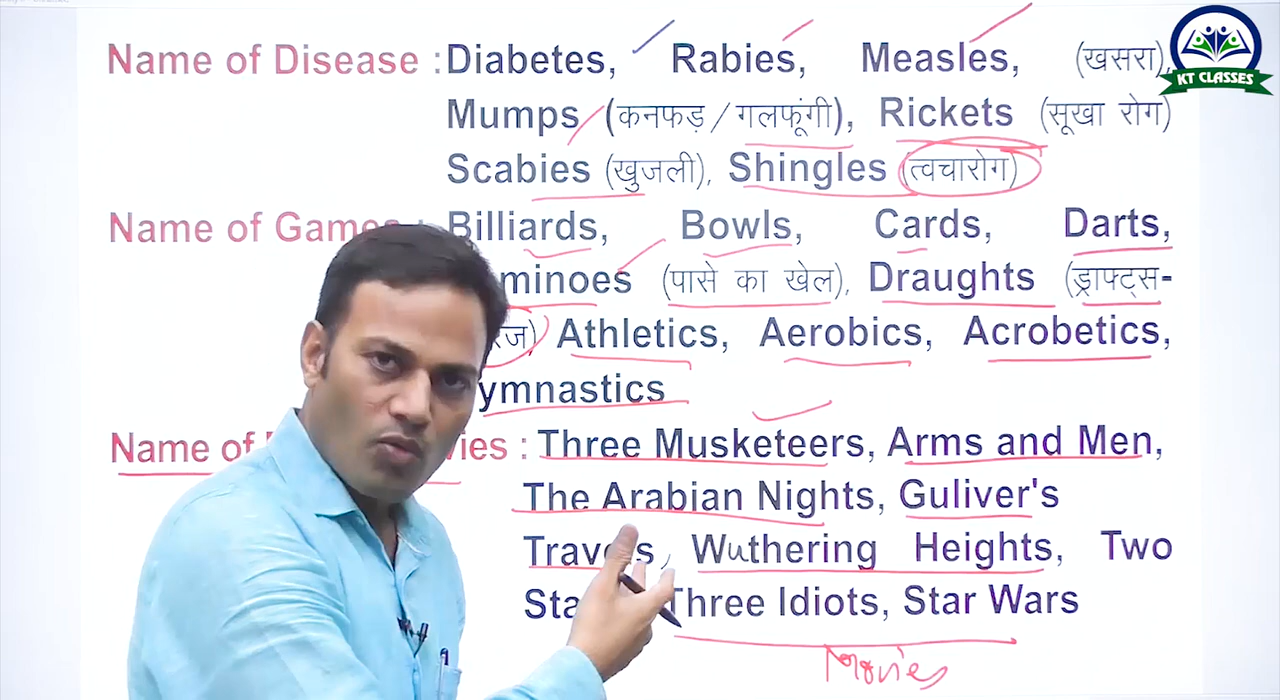 KT CLASSES
Name of Disease : Diabetes, Rabies, Measles, (खसरा),
Mumps (कनफड़ / गलफूंगी), Rickets (सूखा रोग)
Scabies (खुजली), Shingles (त्वचारोग)
Name of Games : Billiards, Bowls, Cards, Darts,
minoes (पासे का खेल), Draughts (ड्राफ्ट्स-
Athletics, Aerobics, Acrobetics,
ymnastics
Name of vies : Three Musketeers, Arms and Men,
The Arabian Nights, Guliver's
Wuthering Heights, Two
Three Idiots, Star Wars
Movies